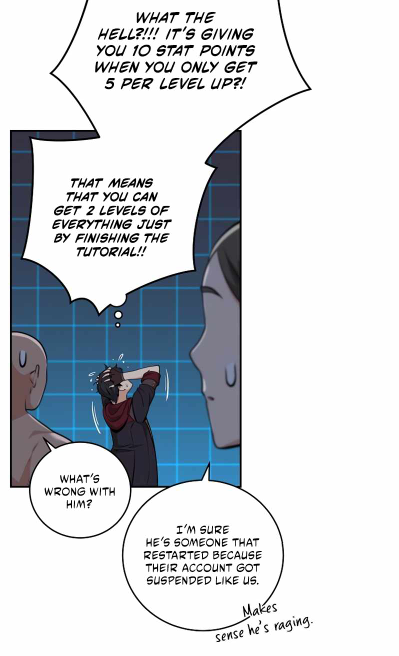 WHAT THE
HELL?!!! IT'S GIVING
YOU 10 STAT POINTS
WHEN YOU ONLY GET
5 PER LEVEL UP?!
THAT MEANS
THAT YOU CAN
GET 2 LEVELS OF
EVERYTHING JUST
BY FINISHING THE
TUTORIAL!!
WHAT'S
WRONG WITH
HIM?
I'M SURE
HE'S SOMEONE THAT
RESTARTED BECAUSE
THEIR ACCOUNT GOT
SUSPENDED LIKE US.
Makes
sense he's raging.